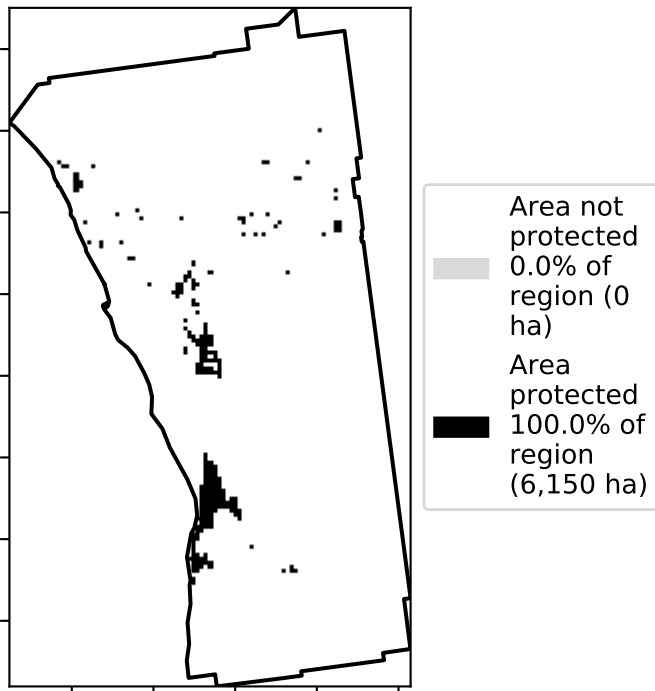 Area not
protected
0.0% of
region (0
ha)
Area
protected
100.0% of
region
(6,150 ha)